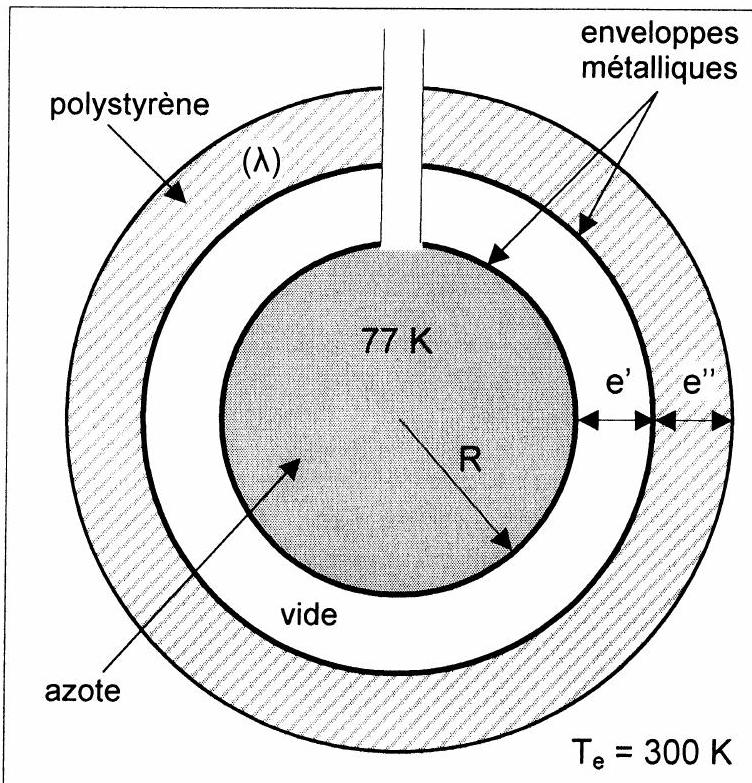 enveloppes
métalliques
polystyrène
(λ)
77 K
e' e''
R
vide
azote
Tₑ = 300 K